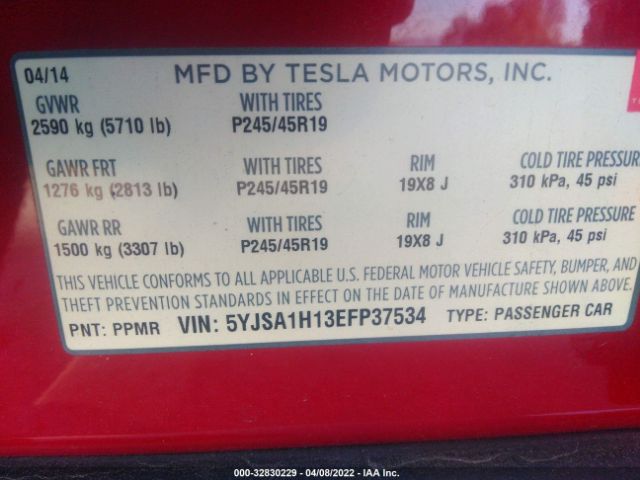 04/14 MFD BY TESLA MOTORS, INC.
GVWR WITH TIRES
2590 kg (5710 lb) P245/45R19
GAWR FRT WITH TIRES RIM COLD TIRE PRESSURE
1276 kg (2813 lb) P245/45R19 19X8 J 310 kPa, 45 psi
GAWR RR WITH TIRES RIM COLD TIRE PRESSURE
1500 kg (3307 lb) P245/45R19 19X8 J 310 kPa, 45 psi
THIS VEHICLE CONFORMS TO ALL APPLICABLE U.S. FEDERAL MOTOR VEHICLE SAFETY, BUMPER, AND
THEFT PREVENTION STANDARDS IN EFFECT ON THE DATE OF MANUFACTURE SHOWN ABOVE.
PNT: PPMR VIN: 5YJSA1H13EFP37534 TYPE: PASSENGER CAR
000-32830229 - 04/08/2022 - IAA Inc.